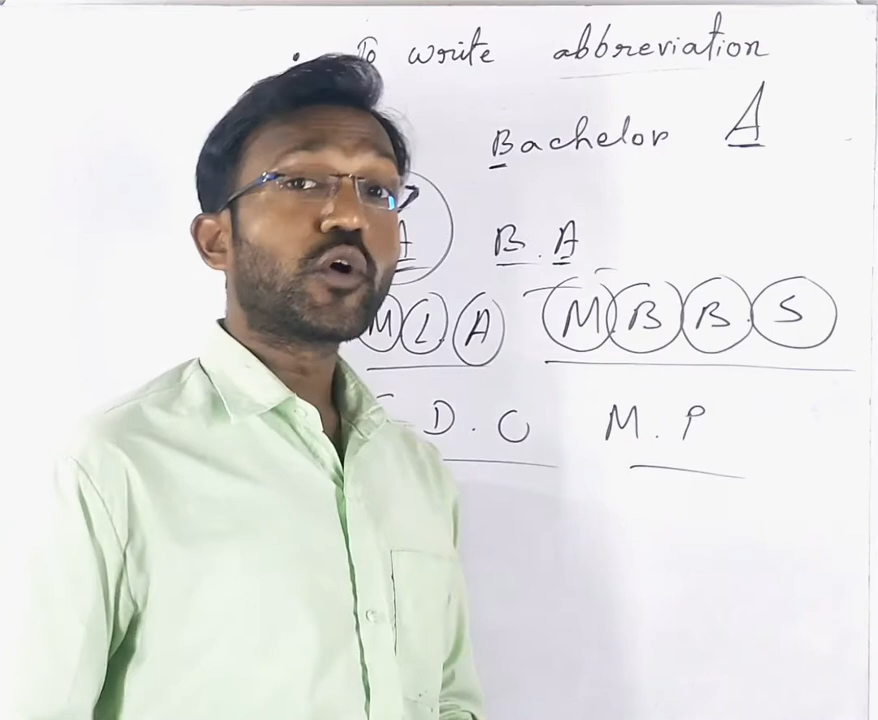 • To write abbreviation
Bachelor A
A B.A
M L A M B B. S
D.O M.P